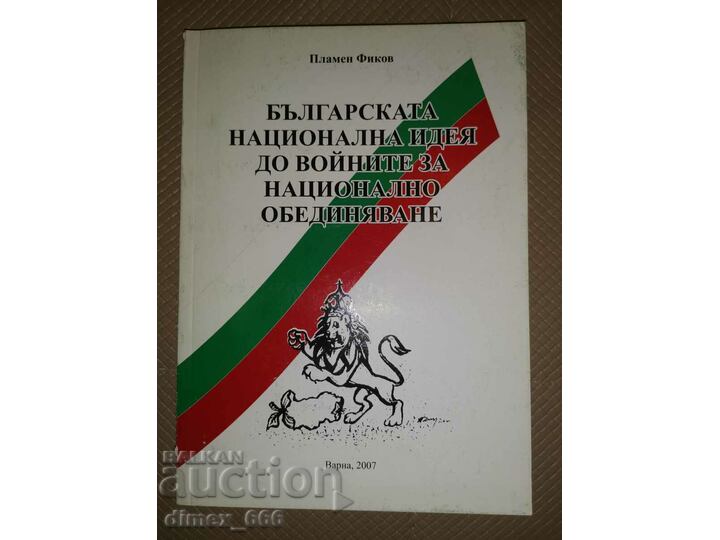 Пламен Фиков
БЪЛГАРСКАТА
НАЦИОНАЛНА ИДЕЯ
ДО ВОЙНИТЕ ЗА
НАЦИОНАЛНО
ОБЕДИНЯВАНЕ
Варна, 2007
BALKAN
auction
dimex_666